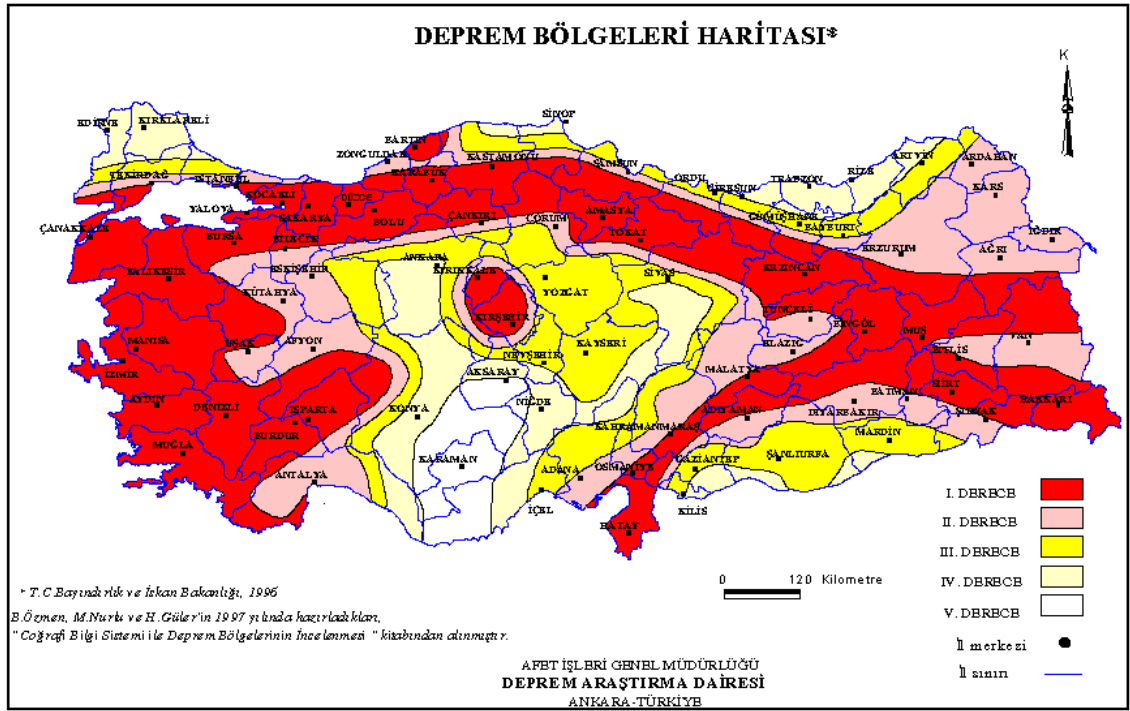 DEPREM BÖLGELERİ HARİTASI*
K
SİNOP
EDİRNE
KIRKLARELİ
BARTIN
ZONGULDAK
KASTAMONU
KARABUK
SAMSUN
ARTVİN
ARDAHAN
RİZE
TRABZON
ORDU
GİRESUN
KARS
TEKİRDAĞ
İSTANBUL
KOCAELİ
YALOVA
SAKARYA
DÜZCE
BOLU
ÇANKIRI
ÇORUM
AMASYA
TOKAT
GÜMÜŞHANE
BAYBURT
IĞDIR
ÇANAKKALE
BURSA
BİLECİK
ERZURUM
AĞRI
BALIKESİR
ESKİŞEHİR
ANKARA
KIRIKKALE
YOZGAT
SİVAS
ERZİNCAN
KÜTAHYA
KIRŞEHİR
TUNCELİ
BİNGÖL
MUŞ
MANISA
UŞAK
AFYON
NEVŞEHİR
KAYSERİ
ELAZIĞ
BİTLİS
VAN
İZMİR
AKSARAY
MALATYA
SİİRT
AYDIN
DENİZLİ
ISPARTA
KONYA
NİĞDE
ADIYAMAN
DİYARBAKIR
BATMAN
ŞIRNAK
HAKKARİ
MUĞLA
BURDUR
KAHRAMANMARAŞ
MARDİN
ANTALYA
KARAMAN
ADANA
OSMANİYE
GAZİANTEP
ŞANLIURFA
İÇEL
KİLİS
HATAY
I. DERECE
II. DERECE
III. DERECE
IV. DERECE
V. DERECE
İl merkezi
İl sınırı
0 120 Kilometre
* T.C.Bayındırlık ve İskan Bakanlığı, 1996
B.Özmen, M.Nurlu ve H.Güler'in 1997 yılında hazırladıkları,
" Coğrafi Bilgi Sistemi ile Deprem Bölgelerinin İncelenmesi " kitabından alınmıştır.
AFET İŞLERİ GENEL MÜDÜRLÜĞÜ
DEPREM ARAŞTIRMA DAİRESİ
ANKARA-TÜRKİYE